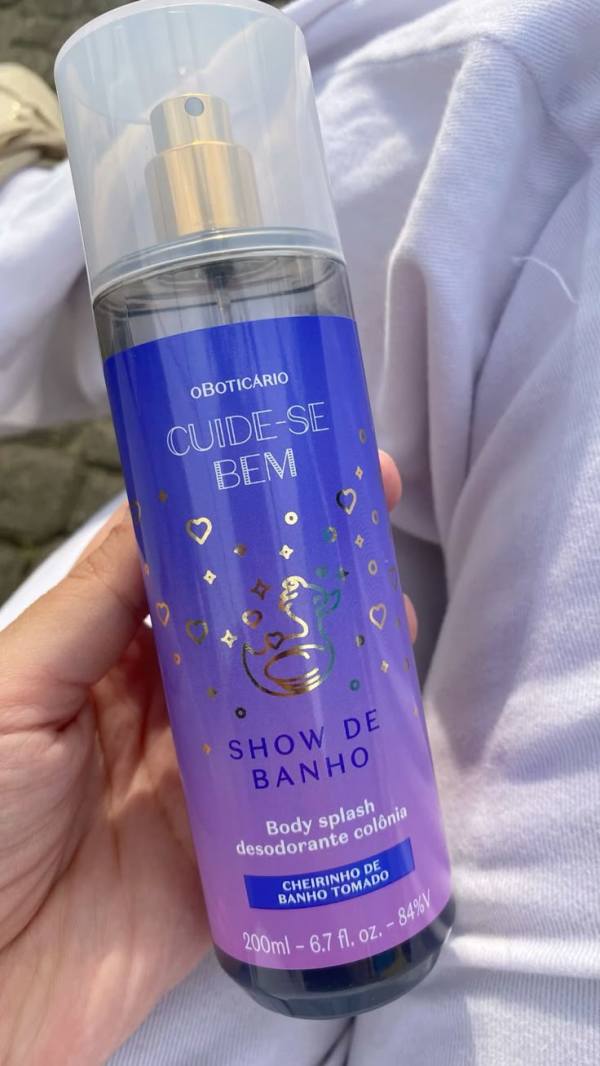 oBOTICÁRIO
CUIDE-SE
BEM
SHOW DE
BANHO
Body splash
desodorante colônia
CHEIRINHO DE
BANHO TOMADO
200ml – 6.7 fl. oz. – 84%V